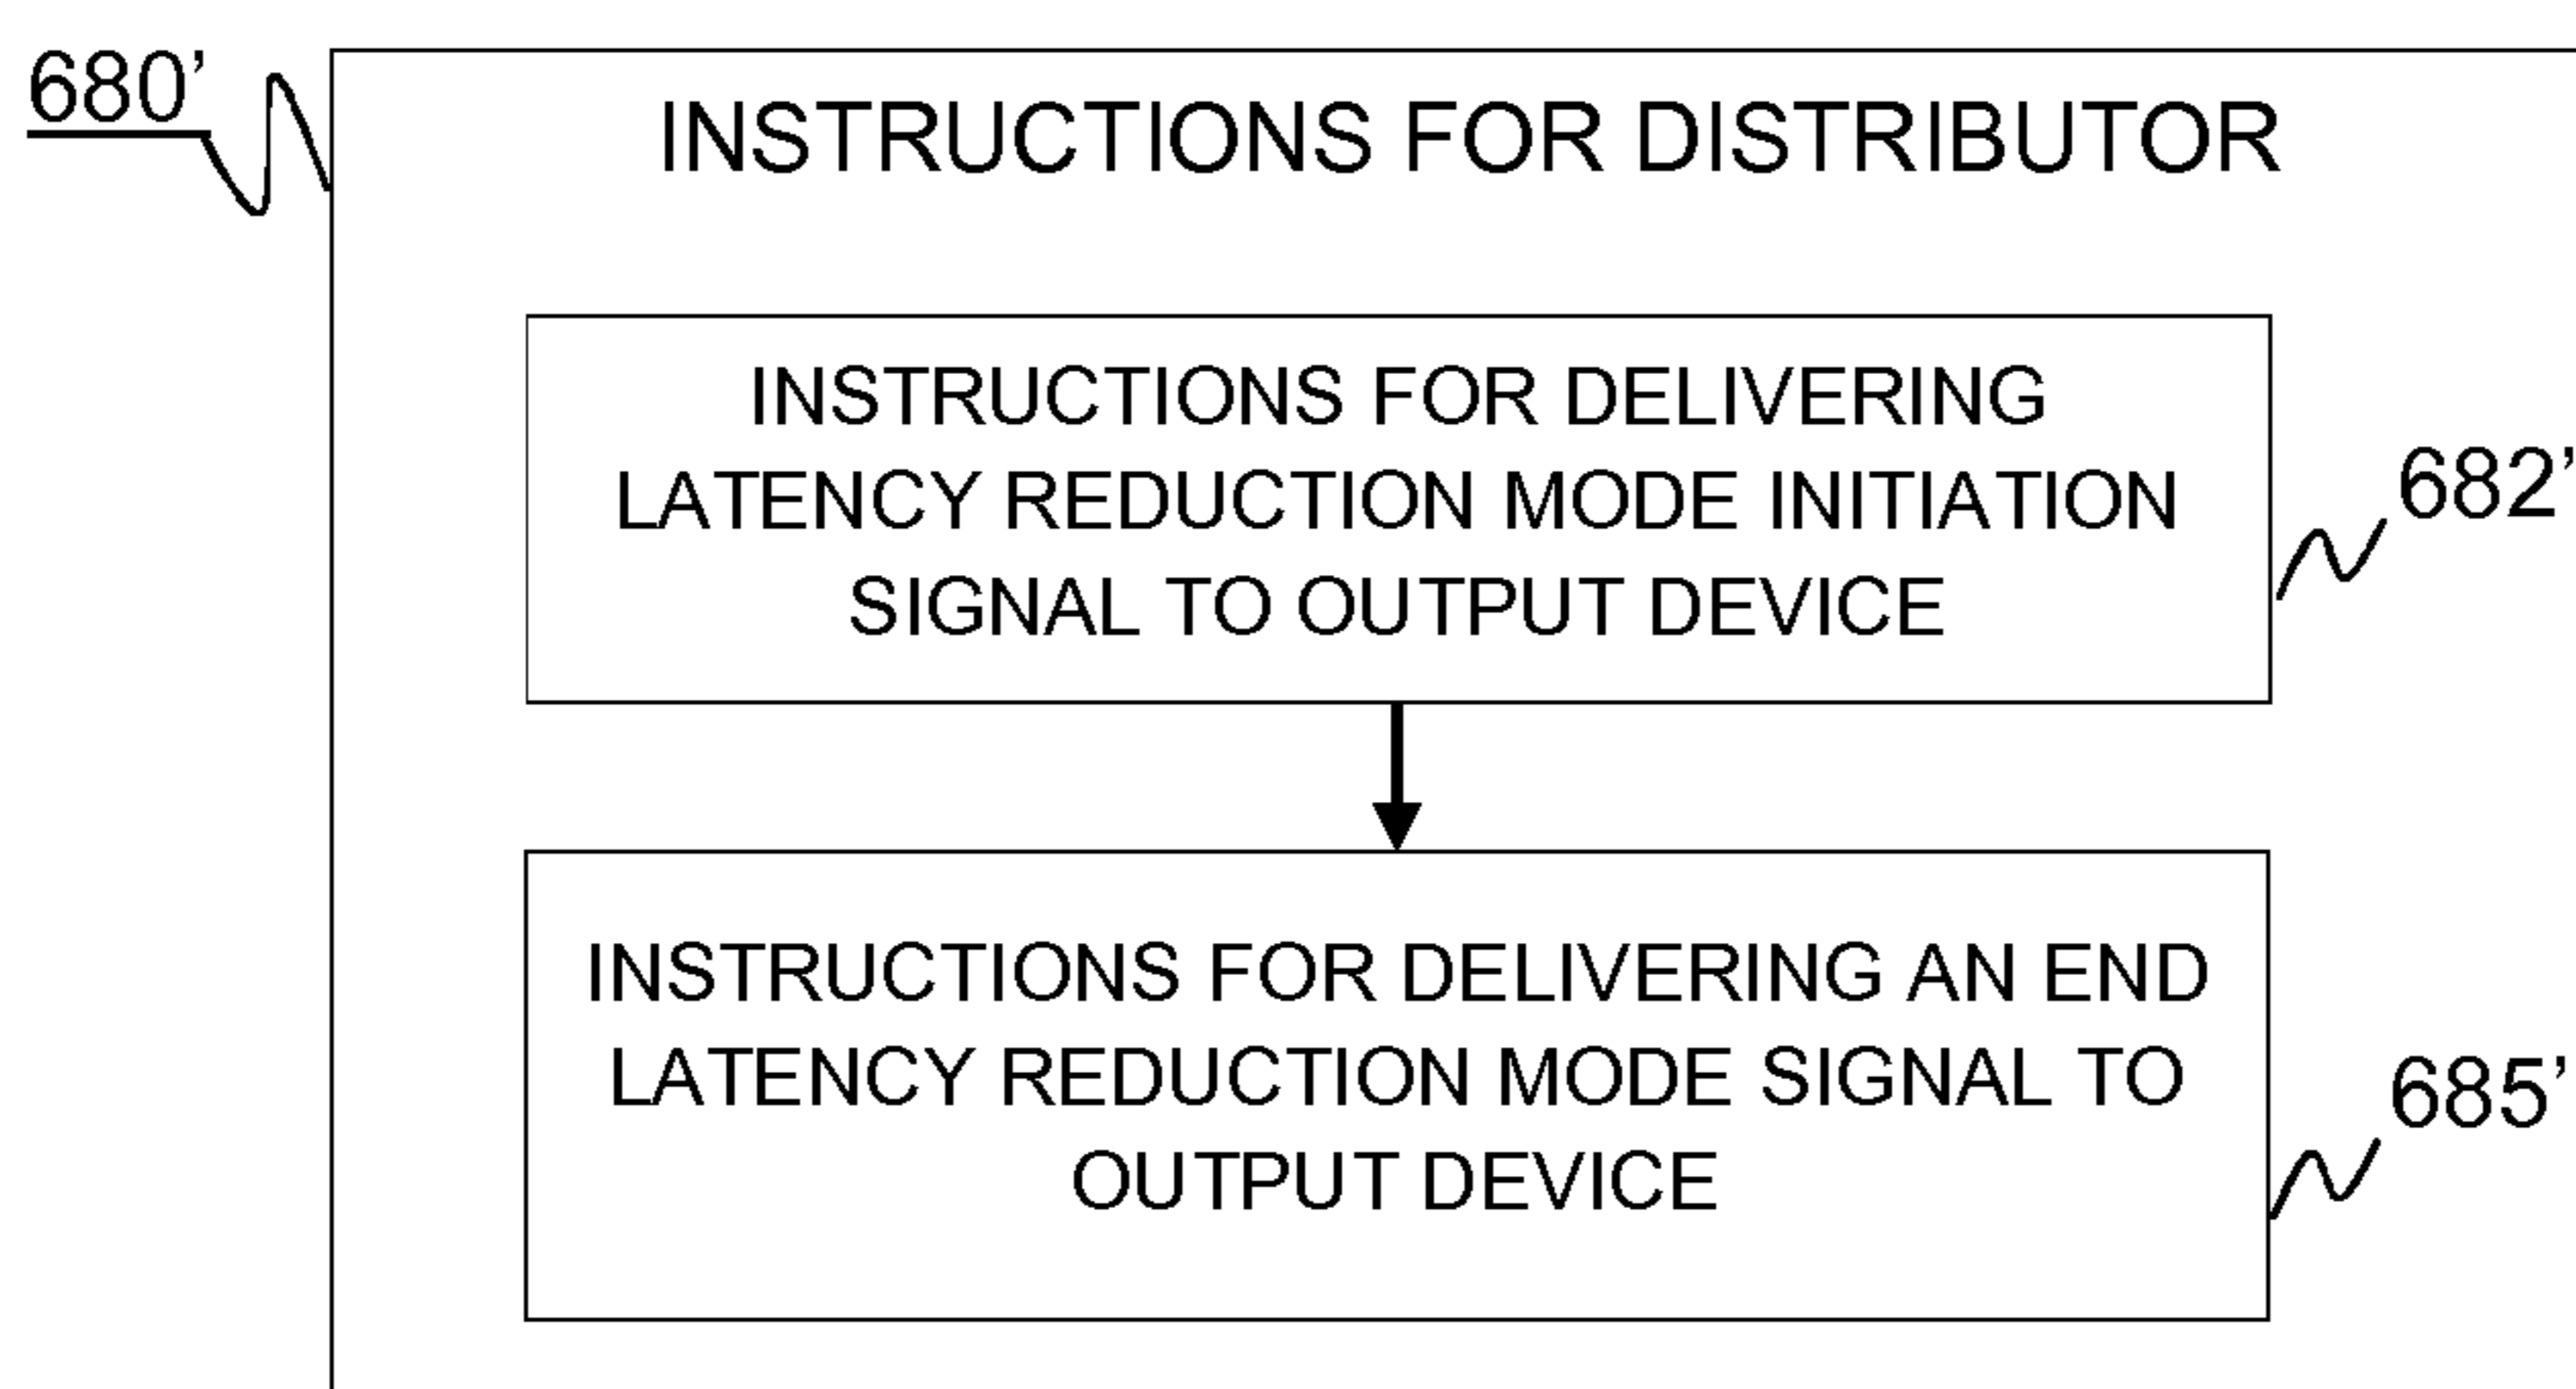 680’
INSTRUCTIONS FOR DISTRIBUTOR
INSTRUCTIONS FOR DELIVERING
LATENCY REDUCTION MODE INITIATION
SIGNAL TO OUTPUT DEVICE
682’
INSTRUCTIONS FOR DELIVERING AN END
LATENCY REDUCTION MODE SIGNAL TO
OUTPUT DEVICE
685’